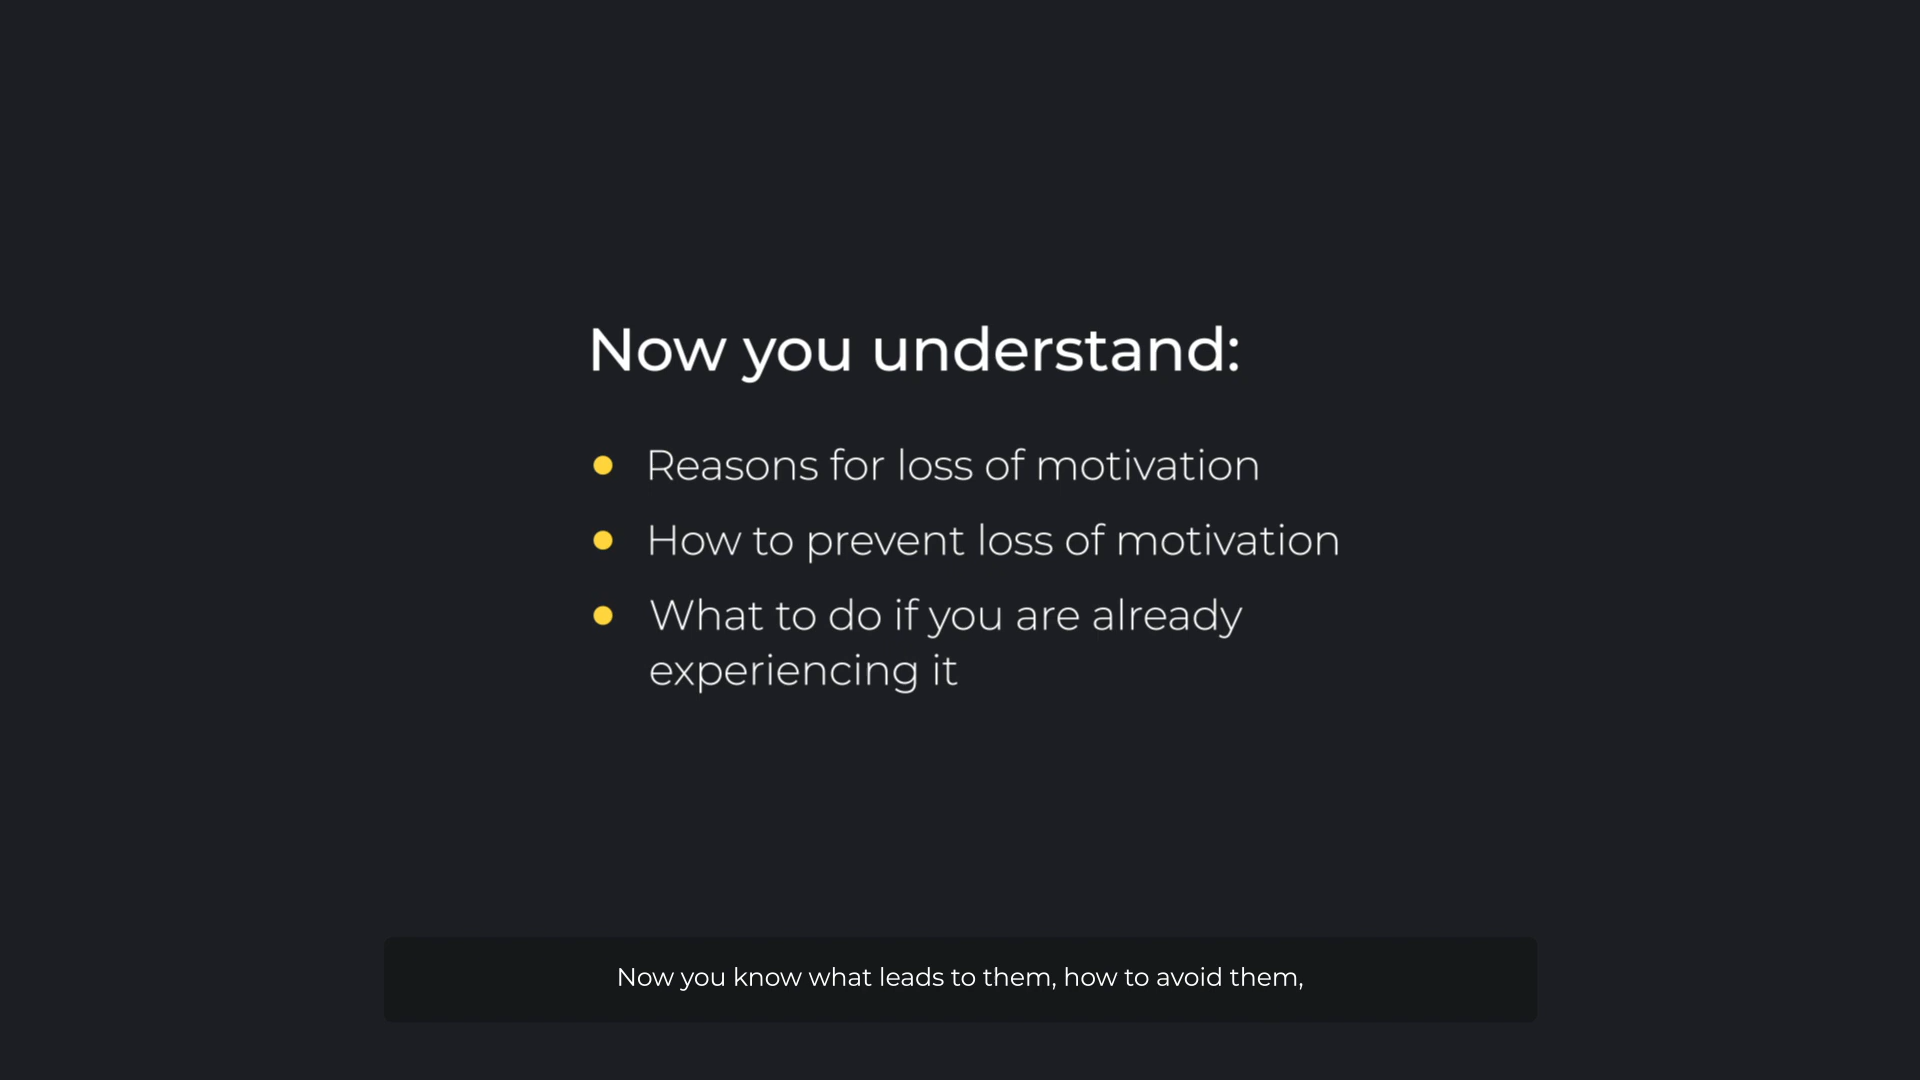 Now you understand:
Reasons for loss of motivation
How to prevent loss of motivation
What to do if you are already
experiencing it
Now you know what leads to them, how to avoid them,